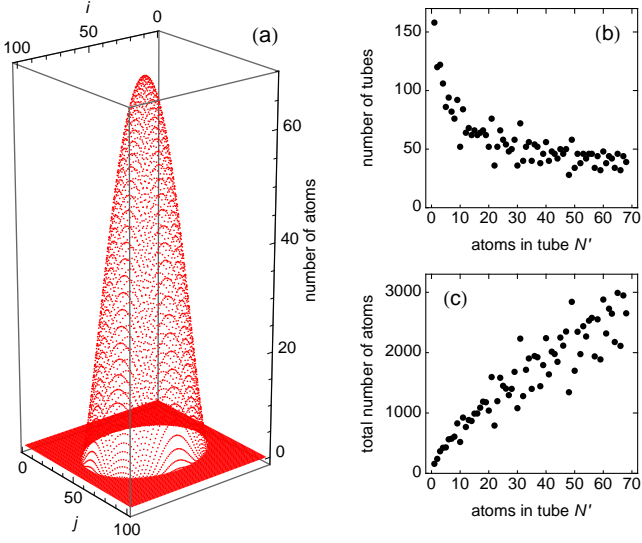 i
0
50
100
(a)
60
40
20
0
number of atoms
0
50
100
j
(b)
150
100
50
0
number of tubes
0 10 20 30 40 50 60 70
atoms in tube N'
(c)
3000
2000
1000
0
total number of atoms
0 10 20 30 40 50 60 70
atoms in tube N'